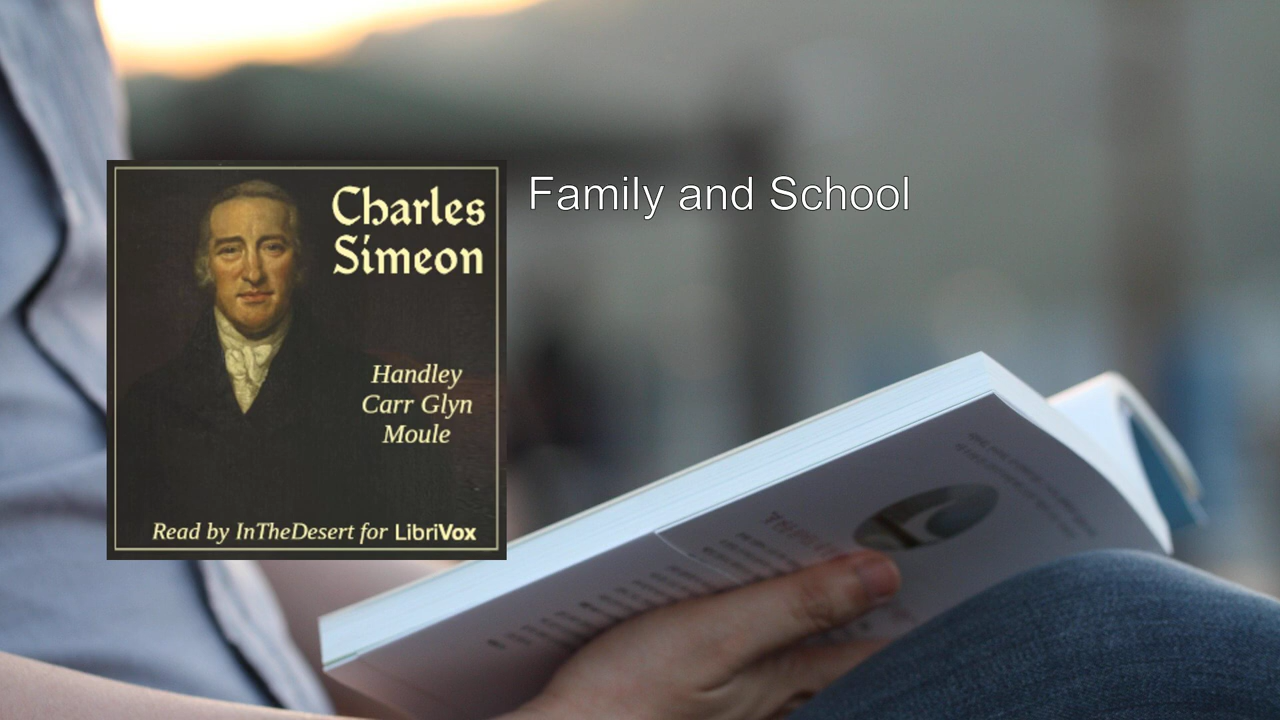 Charles
Simeon
Handley
Carr Glyn
Moule
Read by InTheDesert for LibriVox
Family and School